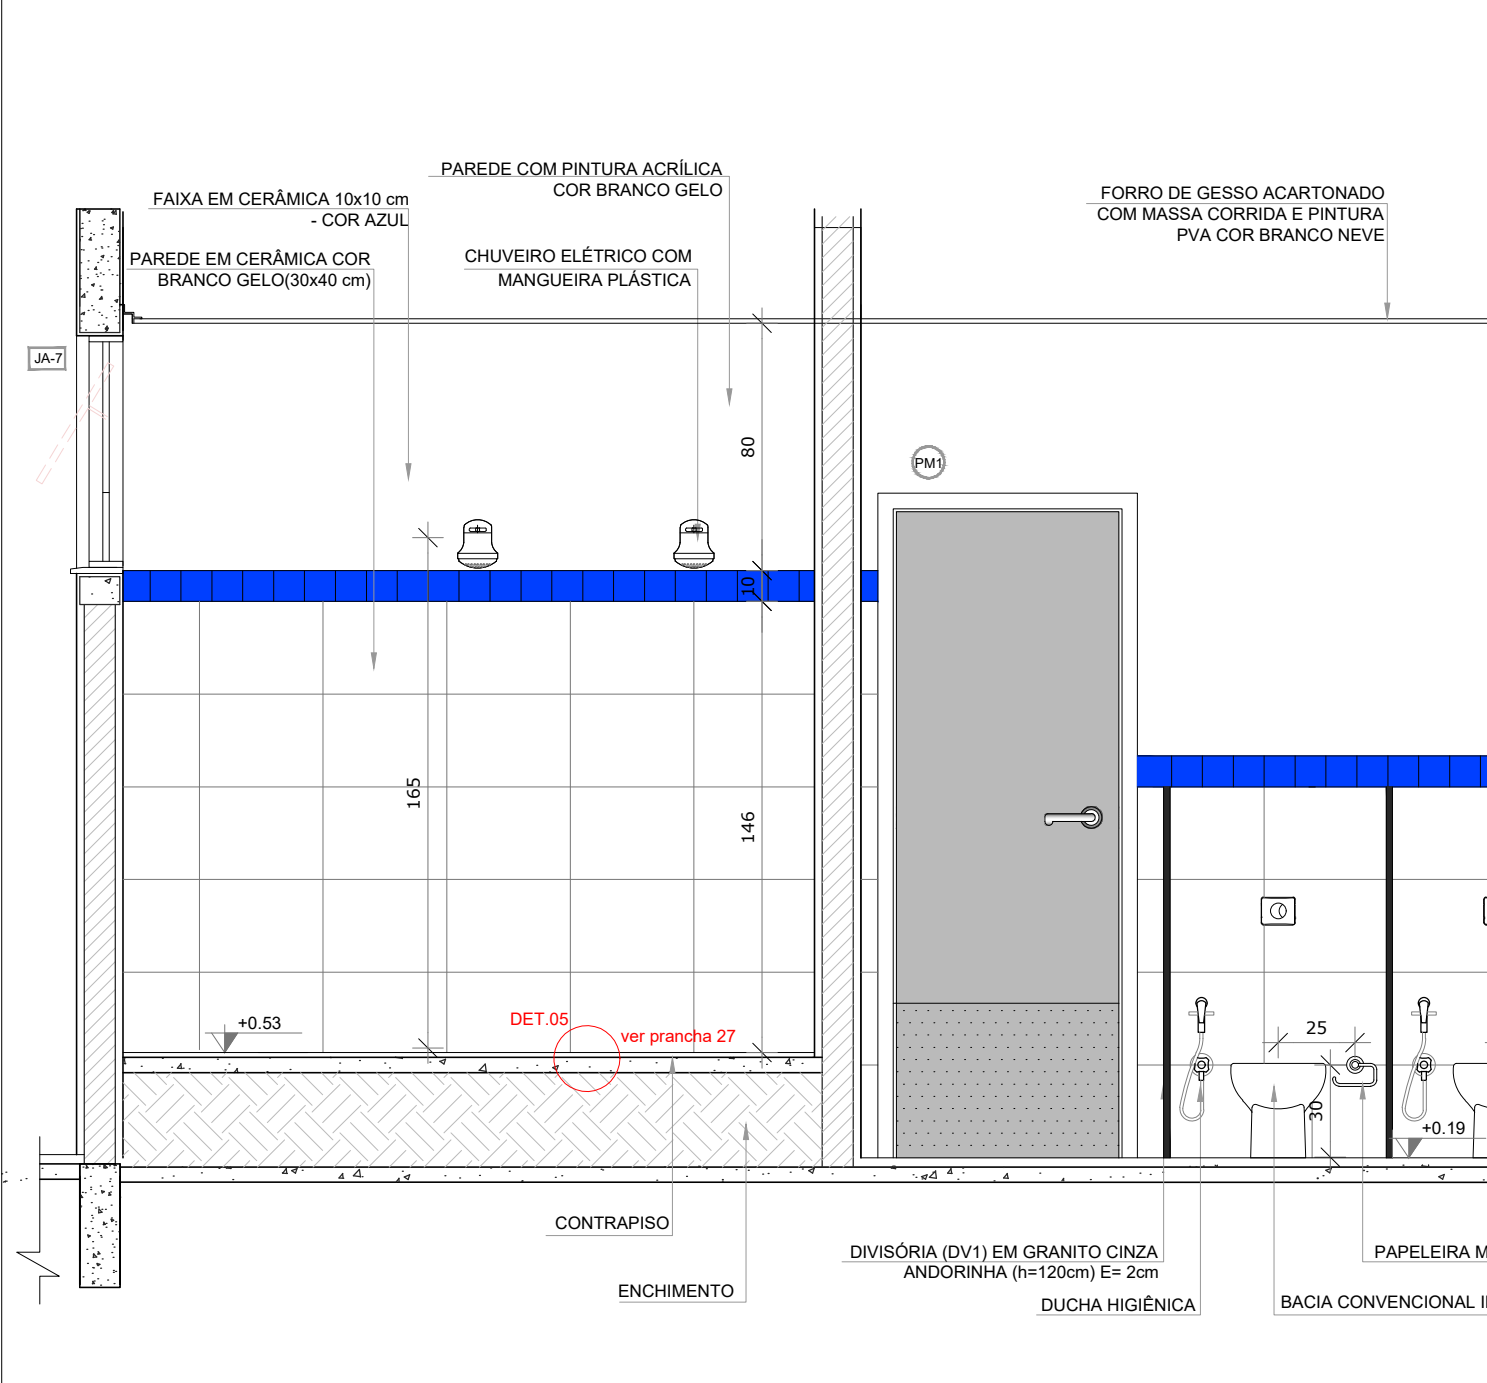 PAREDE COM PINTURA ACRÍLICA
COR BRANCO GELO
FAIXA EM CERÂMICA 10x10 cm
- COR AZUL
FORRO DE GESSO ACARTONADO
COM MASSA CORRIDA E PINTURA
PVA COR BRANCO NEVE
PAREDE EM CERÂMICA COR
BRANCO GELO(30x40 cm)
CHUVEIRO ELÉTRICO COM
MANGUEIRA PLÁSTICA
JA-7
80
PM1
10
165
146
+0.53
DET.05
ver prancha 27
25
30
+0.19
CONTRAPISO
ENCHIMENTO
DIVISÓRIA (DV1) EM GRANITO CINZA
ANDORINHA (h=120cm) E= 2cm
DUCHA HIGIÊNICA
PAPELEIRA M
BACIA CONVENCIONAL